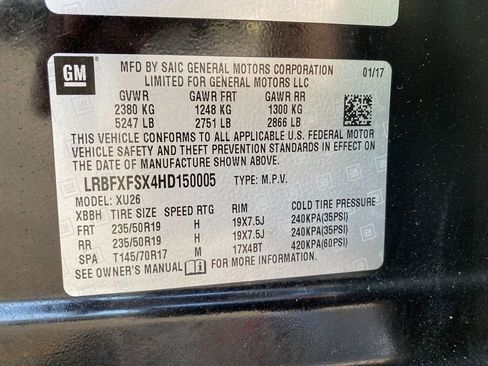 GM
MFD BY SAIC GENERAL MOTORS CORPORATION
LIMITED FOR GENERAL MOTORS LLC
01/17
GVWR GAWR FRT GAWR RR
2380 KG 1248 KG 1300 KG
5247 LB 2751 LB 2866 LB
THIS VEHICLE CONFORMS TO ALL APPLICABLE U.S. FEDERAL MOTOR
VEHICLE SAFETY AND THEFT PREVENTION STANDARDS IN EFFECT ON
THE DATE OF MANUFACTURE SHOWN ABOVE.
LRBFXFSX4HD150005 TYPE: M.P.V.
MODEL: XU26
XBBH TIRE SIZE SPEED RTG RIM COLD TIRE PRESSURE
FRT 235/50R19 H 19X7.5J 240KPA(35PSI)
RR 235/50R19 H 19X7.5J 240KPA(35PSI)
SPA T145/70R17 M 17X4BT 420KPA(60PSI)
SEE OWNER'S MANUAL FOR MORE INFORMATION.